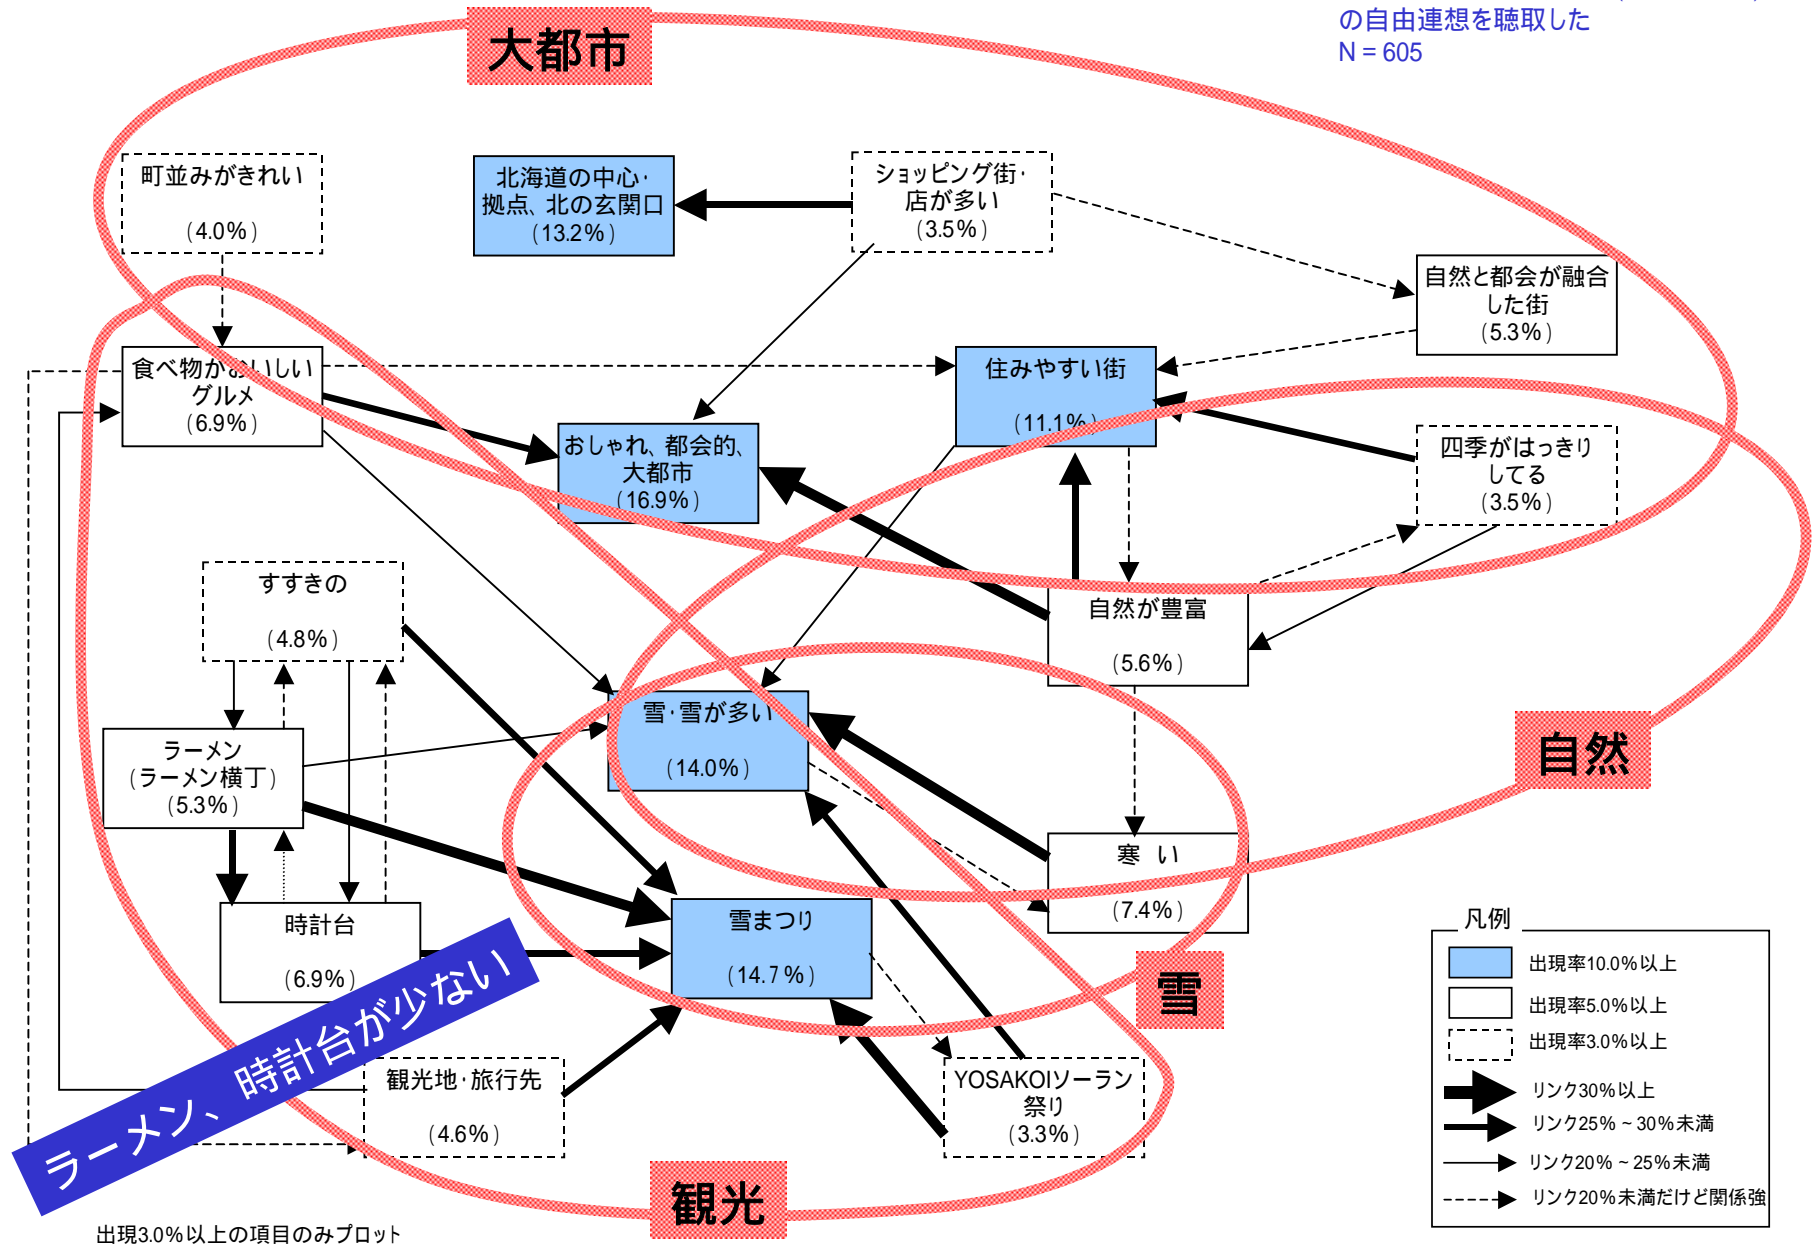 の自由連想を聴取した
N = 605
大都市
町並みがきれい
(4.0%)
北海道の中心・
拠点、北の玄関口
(13.2%)
ショッピング街・
店が多い
(3.5%)
自然と都会が融合
した街
(5.3%)
食べ物がおいしい
グルメ
(6.9%)
住みやすい街
(11.1%)
おしゃれ、都会的、
大都市
(16.9%)
四季がはっきり
してる
(3.5%)
すすきの
(4.8%)
自然が豊富
(5.6%)
雪・雪が多い
(14.0%)
ラーメン
(ラーメン横丁)
(5.3%)
自然
寒 い
(7.4%)
時計台
(6.9%)
雪まつり
(14.7%)
雪
ラーメン、時計台が少ない
観光地・旅行先
(4.6%)
YOSAKOIソーラン
祭り
(3.3%)
観光
凡例
出現率10.0%以上
出現率5.0%以上
出現率3.0%以上
リンク30%以上
リンク25%~30%未満
リンク20%~25%未満
リンク20%未満だけど関係強
出現3.0%以上の項目のみプロット